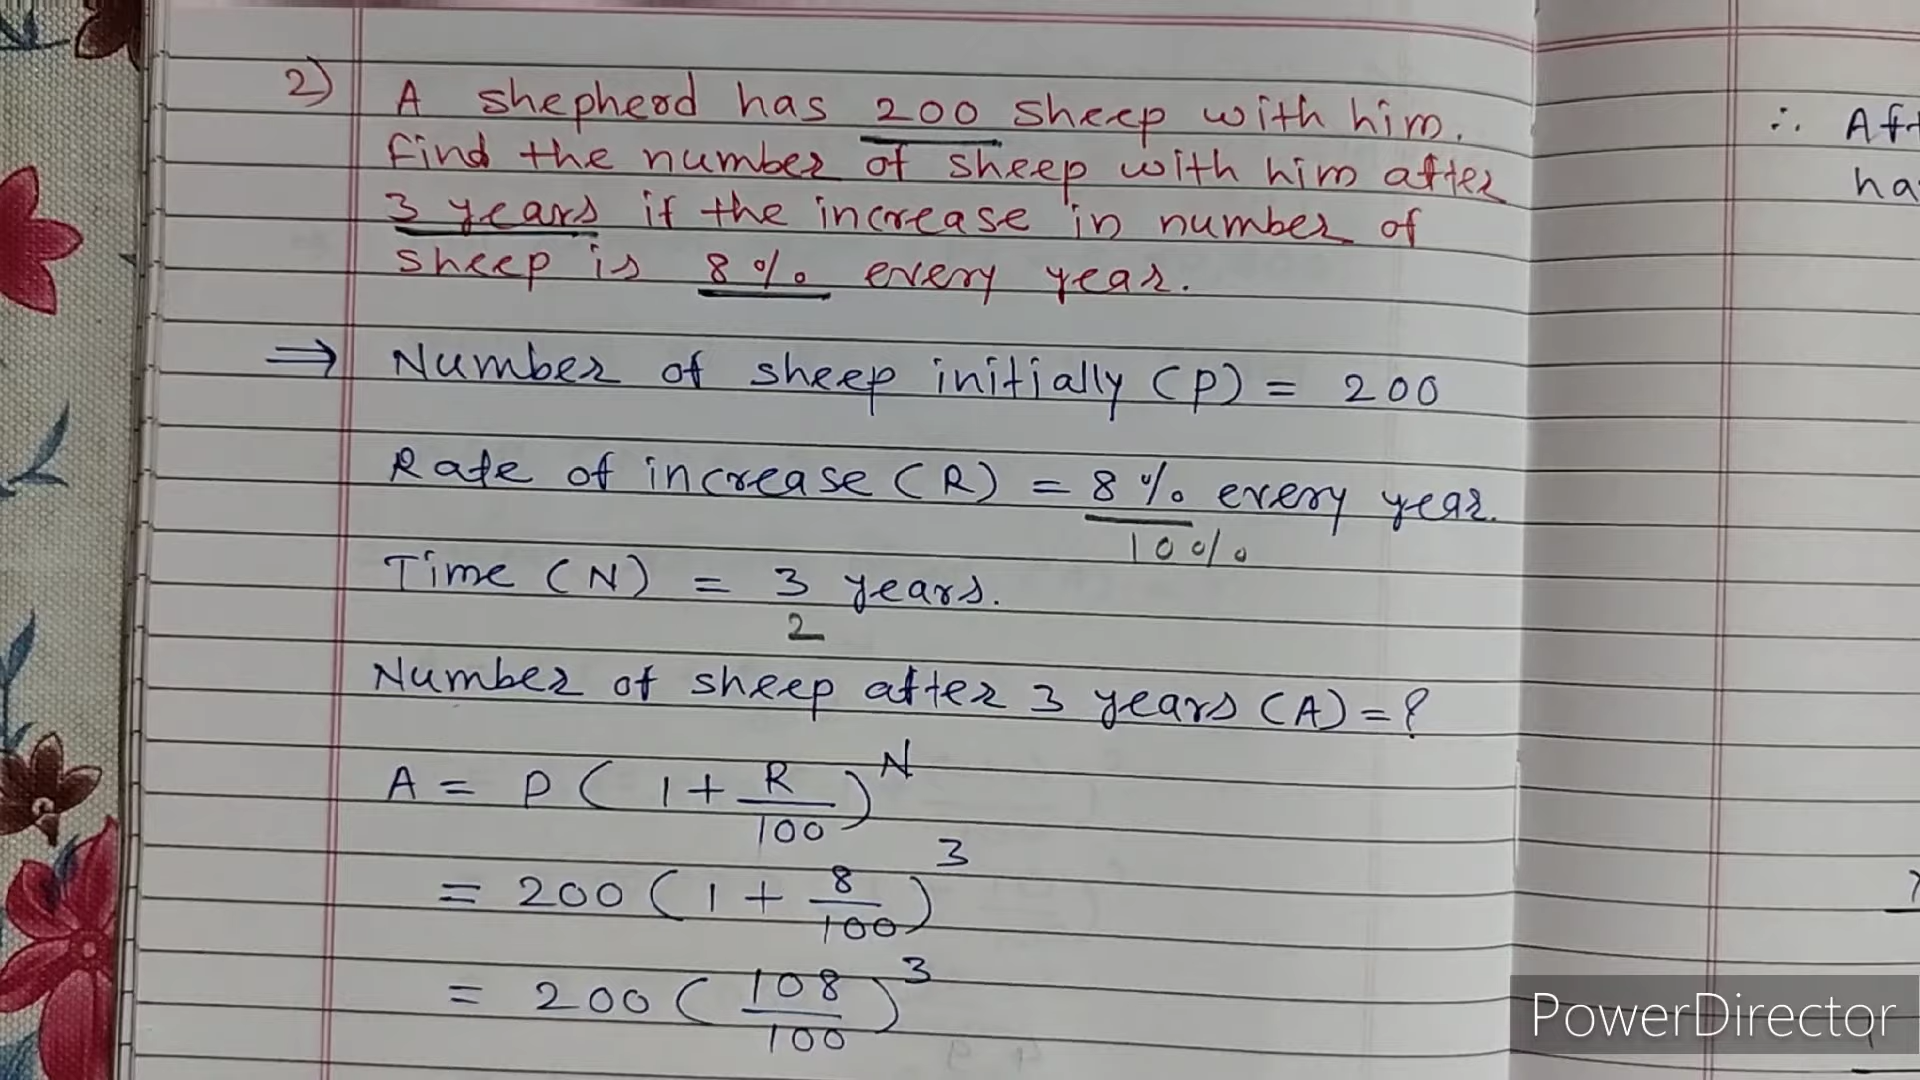 2) A shepherd has 200 sheep with him.
Find the number of sheep with him after
3 years if the increase in number of
sheep is 8% every year.
⇒ Number of sheep initially (P) = 200
Rate of increase (R) = 8% every year.
10%
Time (N) = 3 years.
2
Number of sheep after 3 years (A) = ?
A = P (1 + R/100)^N
= 200 (1 + 8/100)^3
= 200 (108/100)^3
∴ Aft
ha
PowerDirector